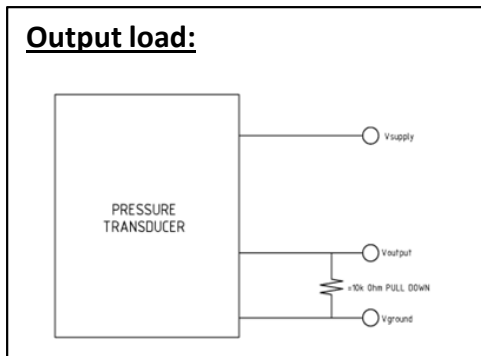 Output load:
Vsupply
PRESSURE
TRANSDUCER
Voutput
=10k Ohm PULL DOWN
Vground